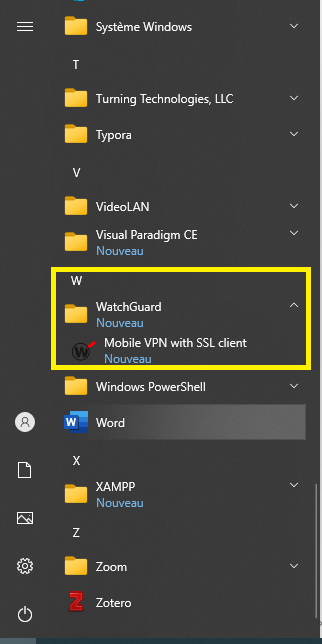 Système Windows
T
Turning Technologies, LLC
Typora
V
VideoLAN
Visual Paradigm CE
Nouveau
W
WatchGuard
Nouveau
Mobile VPN with SSL client
Nouveau
Windows PowerShell
Word
X
XAMPP
Nouveau
Z
Zoom
Zotero